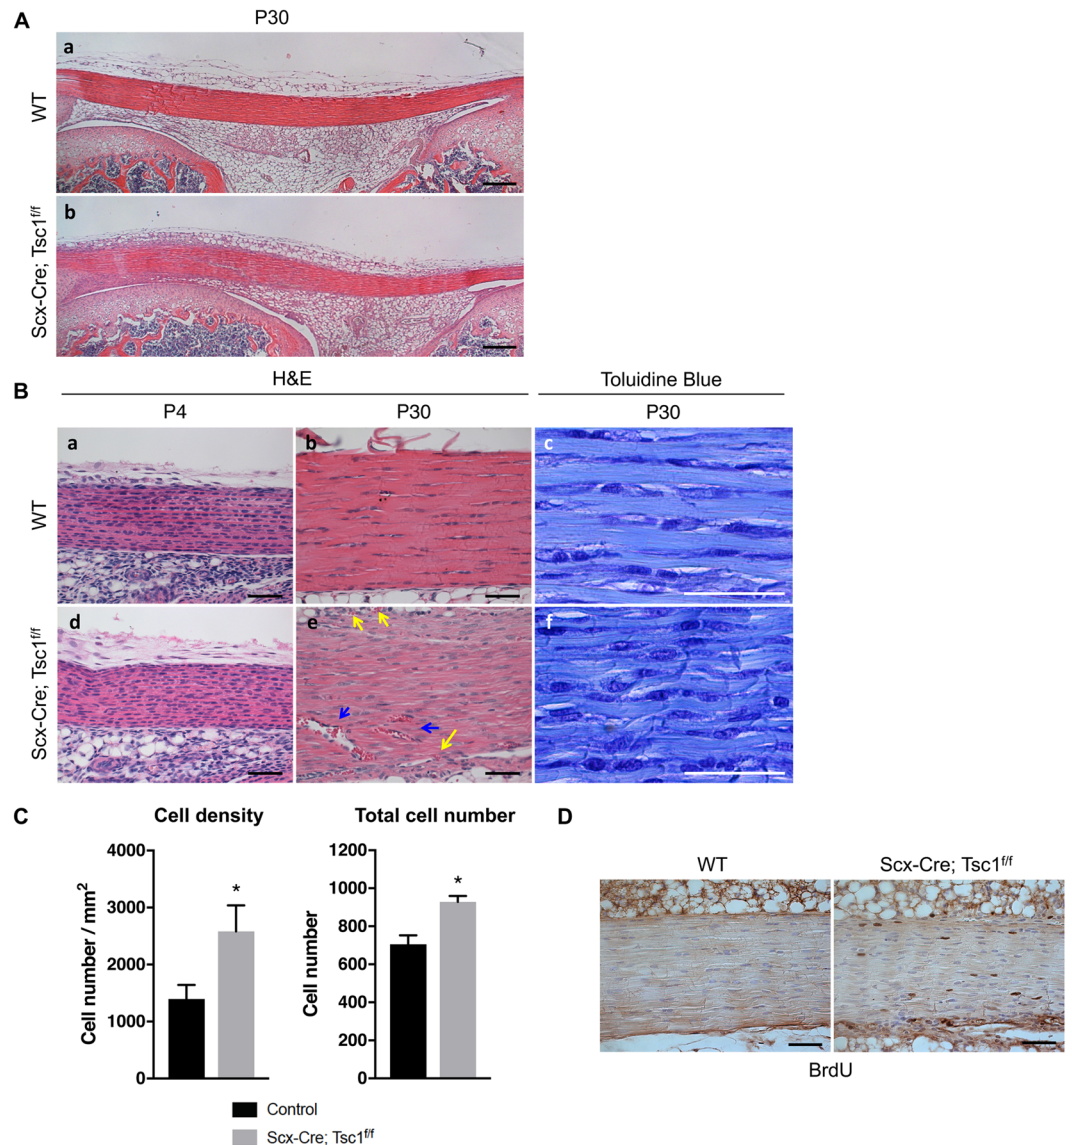 A
P30
a
WT
b
Scx-Cre; Tsc1f/f
B
H&E
Toluidine Blue
P4
P30
P30
a
b
c
WT
d
e
f
Scx-Cre; Tsc1f/f
C
Cell density
Total cell number
4000
3000
2000
1000
0
Cell number / mm2
*
1200
1000
800
600
400
200
0
Cell number
*
Control
Scx-Cre; Tsc1f/f
D
WT
Scx-Cre; Tsc1f/f
BrdU